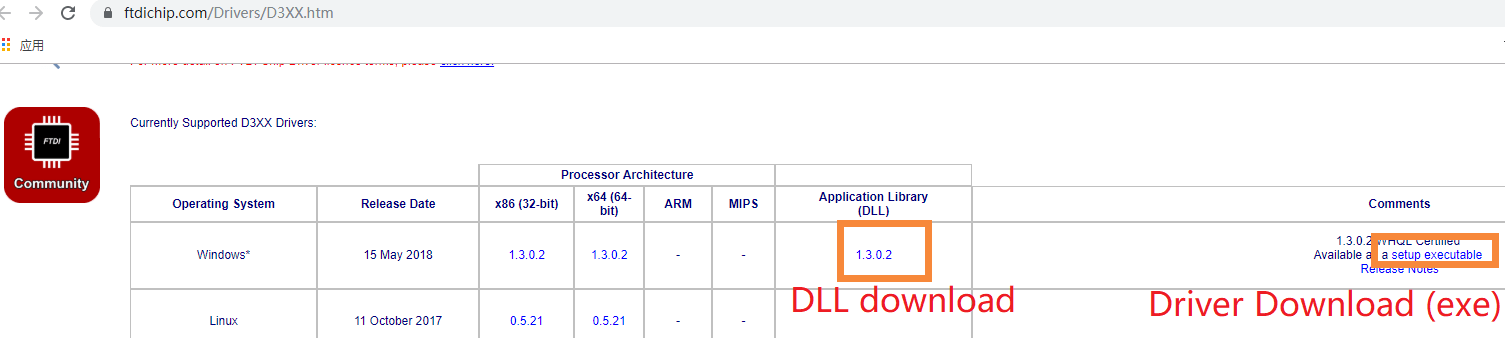 ftdichip.com/Drivers/D3XX.htm
应用
click here.
FTDI
Community
Currently Supported D3XX Drivers:
Processor Architecture
Operating System Release Date x86 (32-bit) x64 (64-bit) ARM MIPS Application Library (DLL) Comments
Windows* 15 May 2018 1.3.0.2 1.3.0.2 - - 1.3.0.2 1.3.0.2 WHQL Certified
Available as a setup executable
Release Notes
DLL download
Driver Download (exe)
Linux 11 October 2017 0.5.21 0.5.21 - -